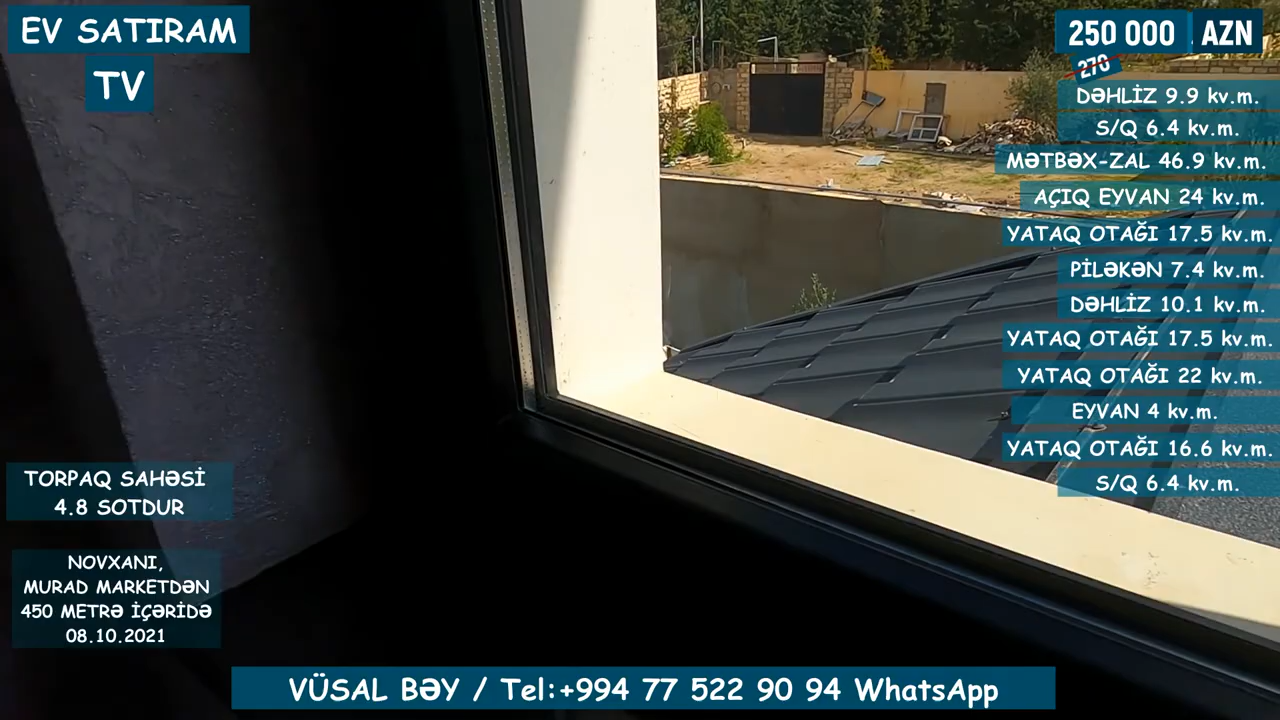 EV SATIRAM
TV
250 000 AZN
270
DƏHLİZ 9.9 kv.m.
S/Q 6.4 kv.m.
MƏTBƏX-ZAL 46.9 kv.m.
AÇIQ EYVAN 24 kv.m.
YATAQ OTAĞI 17.5 kv.m.
PİLƏKƏN 7.4 kv.m.
DƏHLİZ 10.1 kv.m.
YATAQ OTAĞI 17.5 kv.m.
YATAQ OTAĞI 22 kv.m.
EYVAN 4 kv.m.
YATAQ OTAĞI 16.6 kv.m.
S/Q 6.4 kv.m.
TORPAQ SAHƏSİ
4.8 SOTDUR
NOVXANI,
MURAD MARKETDƏN
450 METRƏ İÇƏRİDƏ
08.10.2021
VÜSAL BƏY / Tel:+994 77 522 90 94 WhatsApp